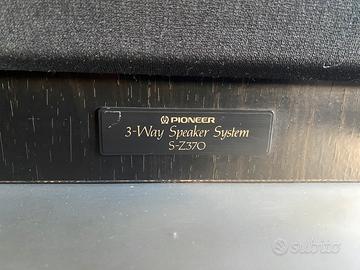 PIONEER
3-Way Speaker System
S-Z370
subito